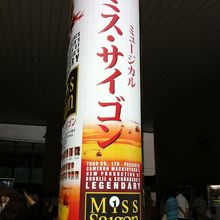 ミュージカル
ミス・サイゴン
TOHO CO., LTD. PRESENTS
CAMERON MACKINTOSH'S
NEW PRODUCTION OF
BOUBLIL & SCHÖNBERG'S
LEGENDARY
MISS
SAIGON